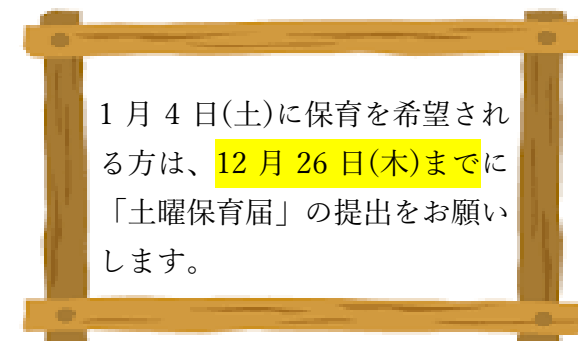 1 月 4 日(土)に保育を希望され
る方は、12 月 26 日(木)までに
「土曜保育届」の提出をお願い
します。